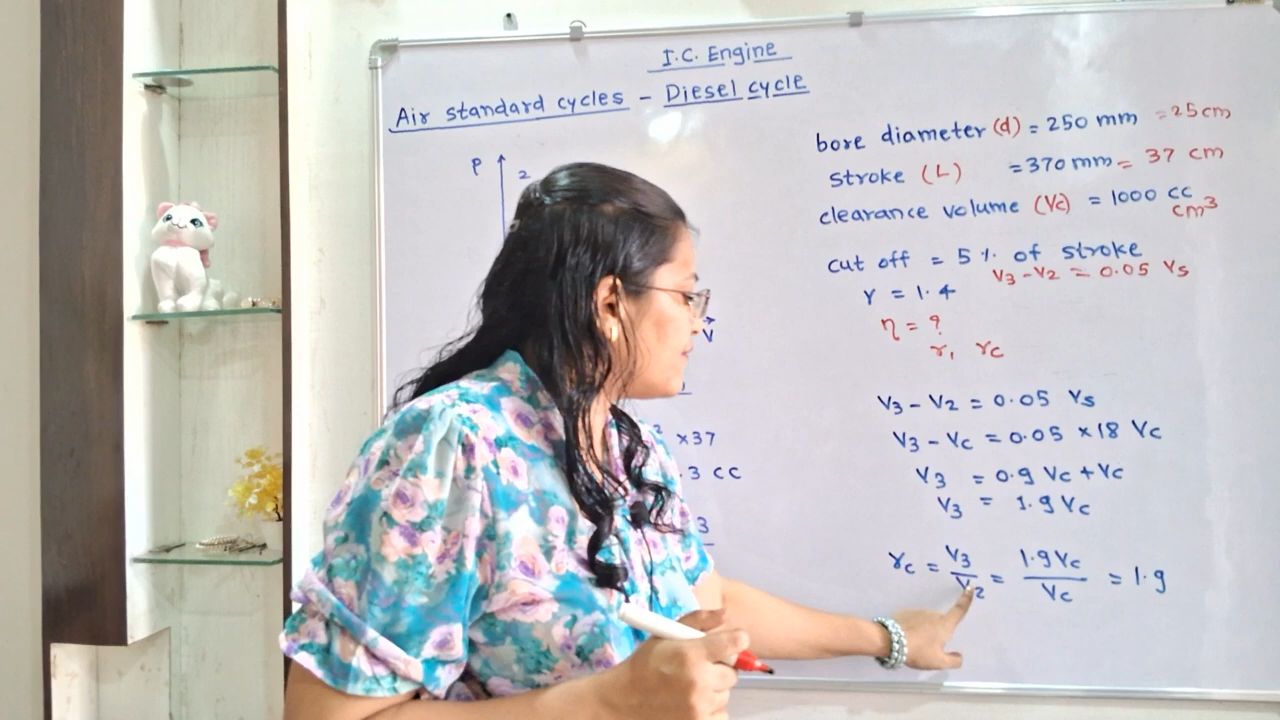 I.C. Engine
Air standard cycles - Diesel cycle
P
2
V
² ×37
3 CC
3
bore diameter (d) = 250 mm = 25 cm
stroke (L) = 370 mm = 37 cm
clearance volume (Vc) = 1000 cc
cm³
cut off = 5 % of stroke
V3 - V2 = 0.05 Vs
γ = 1.4
η = ?
r, rc
V3 - V2 = 0.05 Vs
V3 - Vc = 0.05 × 18 Vc
V3 = 0.9 Vc + Vc
V3 = 1.9 Vc
rc = V3/V2 = 1.9 Vc/Vc = 1.9